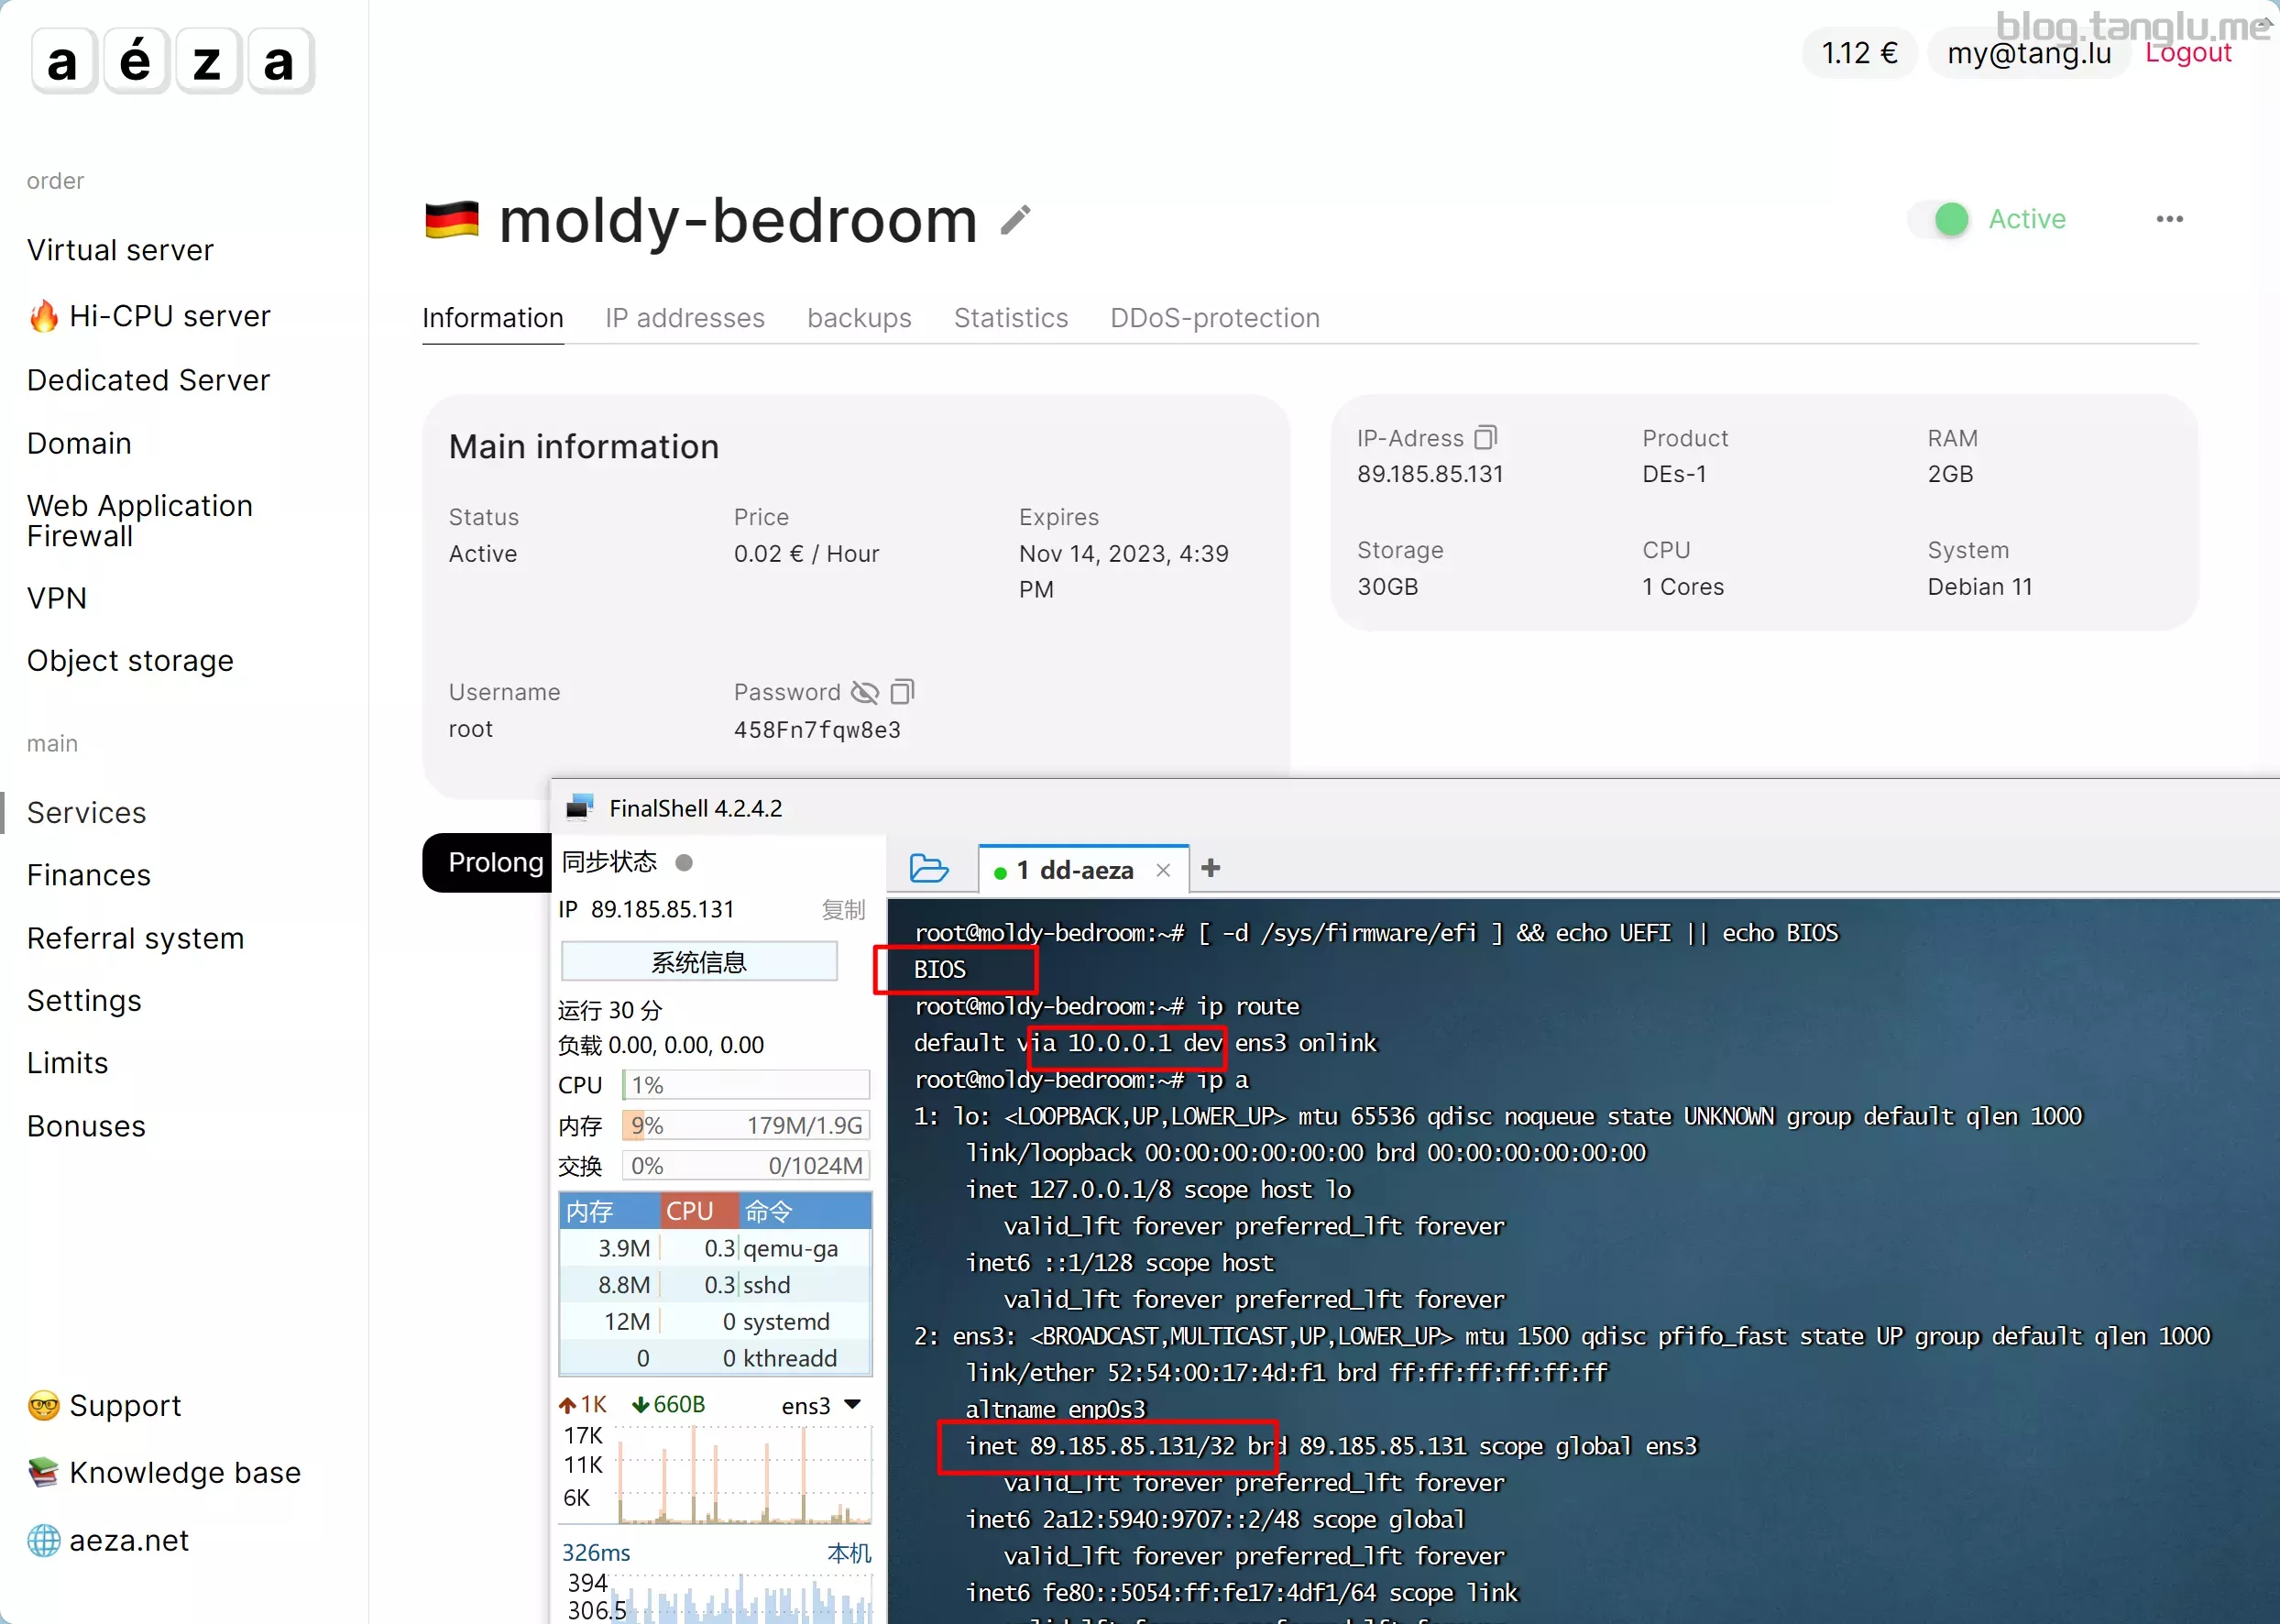 blog.tanglu.me
aéza
1.12 €
my@tang.lu
Logout
order
Virtual server
Hi-CPU server
Dedicated Server
Domain
Web Application
Firewall
VPN
Object storage
main
Services
Finances
Referral system
Settings
Limits
Bonuses
Support
Knowledge base
aeza.net
moldy-bedroom
Active
Information
IP addresses
backups
Statistics
DDoS-protection
Main information
Status
Active
Price
0.02 € / Hour
Expires
Nov 14, 2023, 4:39
PM
Username
root
Password
458Fn7fqw8e3
IP-Adress
89.185.85.131
Product
DEs-1
RAM
2GB
Storage
30GB
CPU
1 Cores
System
Debian 11
Prolong
FinalShell 4.2.4.2
同步状态
IP 89.185.85.131
复制
系统信息
运行 30 分
负载 0.00, 0.00, 0.00
CPU 1%
内存 9% 179M/1.9G
交换 0% 0/1024M
内存 CPU 命令
3.9M 0.3 qemu-ga
8.8M 0.3 sshd
12M 0 systemd
0 0 kthreadd
1K 660B ens3
17K
11K
6K
326ms 本机
394
306.5
1 dd-aeza
root@moldy-bedroom:~# [ -d /sys/firmware/efi ] && echo UEFI || echo BIOS
BIOS
root@moldy-bedroom:~# ip route
default via 10.0.0.1 dev ens3 onlink
root@moldy-bedroom:~# ip a
1: lo: <LOOPBACK,UP,LOWER_UP> mtu 65536 qdisc noqueue state UNKNOWN group default qlen 1000
link/loopback 00:00:00:00:00:00 brd 00:00:00:00:00:00
inet 127.0.0.1/8 scope host lo
valid_lft forever preferred_lft forever
inet6 ::1/128 scope host
valid_lft forever preferred_lft forever
2: ens3: <BROADCAST,MULTICAST,UP,LOWER_UP> mtu 1500 qdisc pfifo_fast state UP group default qlen 1000
link/ether 52:54:00:17:4d:f1 brd ff:ff:ff:ff:ff:ff
altname enp0s3
inet 89.185.85.131/32 brd 89.185.85.131 scope global ens3
valid_lft forever preferred_lft forever
inet6 2a12:5940:9707::2/48 scope global
valid_lft forever preferred_lft forever
inet6 fe80::5054:ff:fe17:4df1/64 scope link